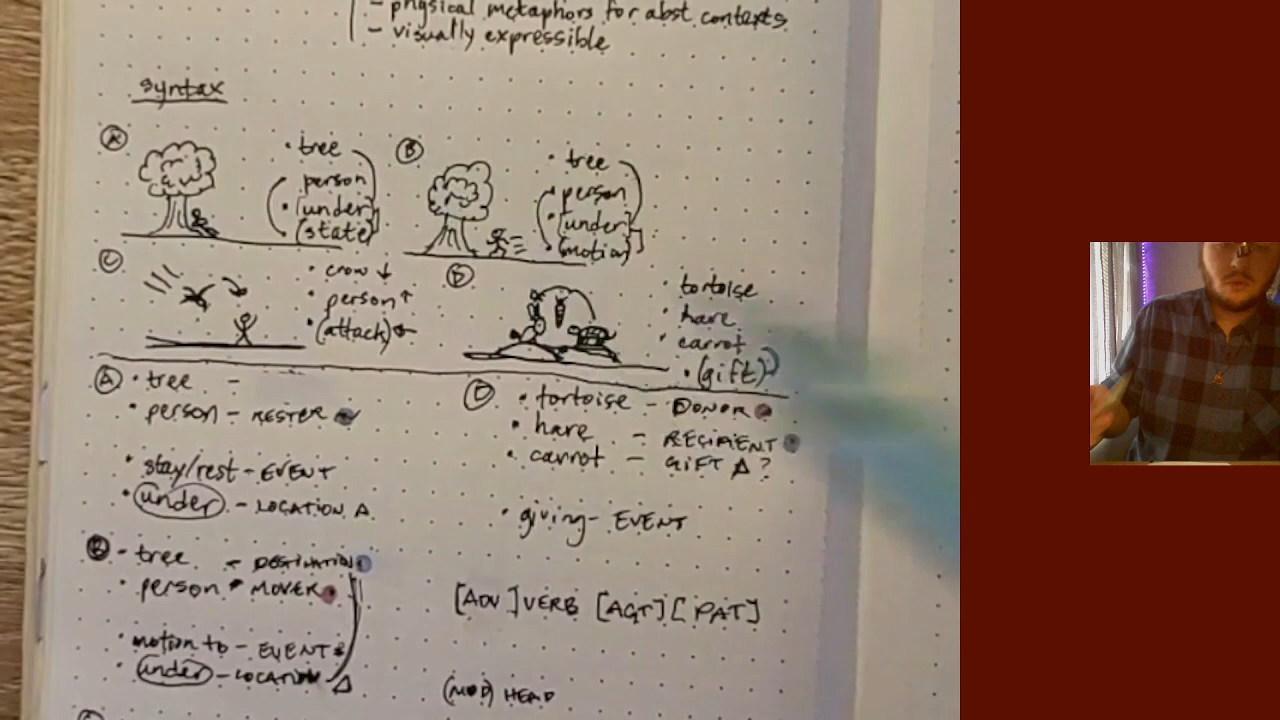 - physical metaphors for abst. contexts
- visually expressible
syntax
A
• tree
person
• [under]
(state)
B
• tree
person
• [under]
(motion)
C
• crow ↓
• person ↑
• (attack)
D
• tortoise
• hare
• carrot
• (gift)
A • tree -
• person - RESTER
• stay/rest - EVENT
• under - LOCATION
B - tree - DESTINATION
• person • MOVER
• motion to - EVENT
• under - LOCATION
D • tortoise - DONOR
• hare - RECIPIENT
• carrot - GIFT Δ?
• giving - EVENT
[ADV] VERB [AGT] [PAT]
(MOD) HEAD